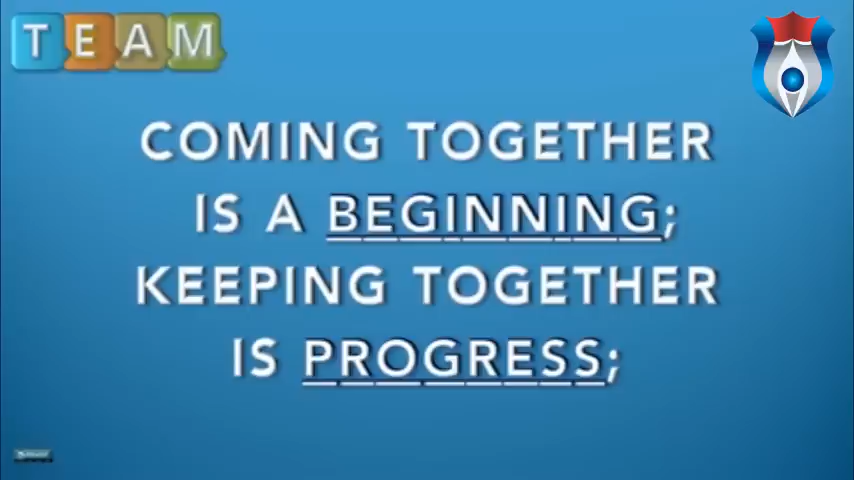 TEAM
COMING TOGETHER
IS A BEGINNING;
KEEPING TOGETHER
IS PROGRESS;